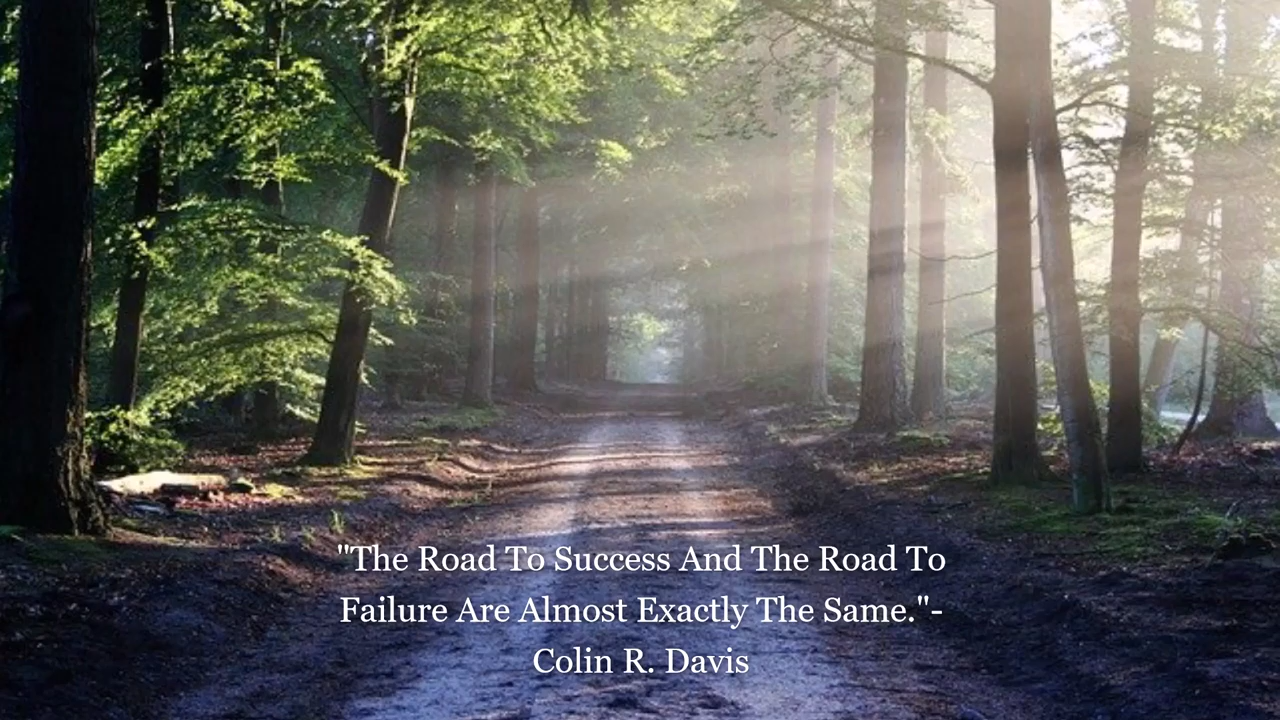 "The Road To Success And The Road To
Failure Are Almost Exactly The Same."-
Colin R. Davis